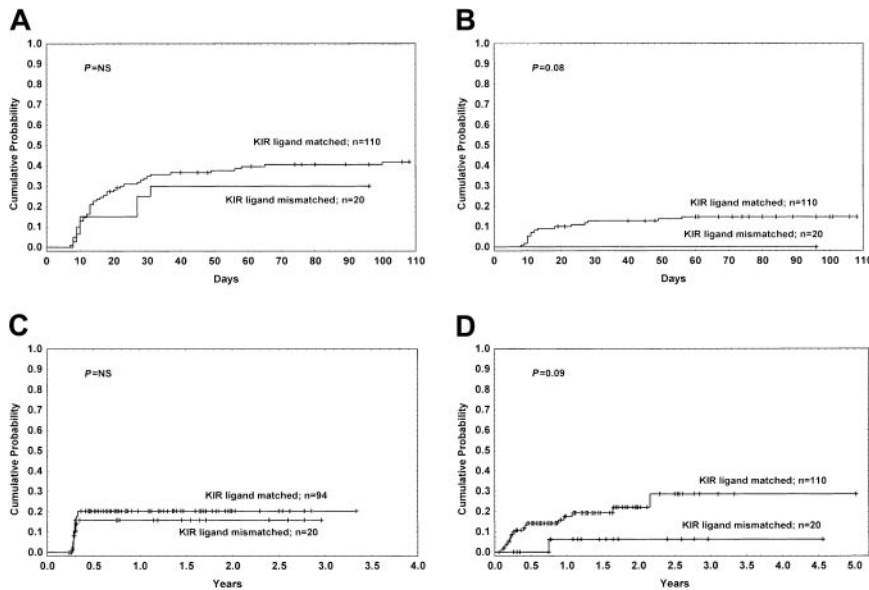 A
1.0
0.9
0.8
0.7
0.6
0.5
0.4
0.3
0.2
0.1
0.0
Cumulative Probability
P=NS
KIR ligand matched; n=110
KIR ligand mismatched; n=20
0 10 20 30 40 50 60 70 80 90 100 110
Days
B
1.0
0.9
0.8
0.7
0.6
0.5
0.4
0.3
0.2
0.1
0.0
Cumulative Probability
P=0.08
KIR ligand matched; n=110
KIR ligand mismatched; n=20
0 10 20 30 40 50 60 70 80 90 100 110
Days
C
1.0
0.9
0.8
0.7
0.6
0.5
0.4
0.3
0.2
0.1
0.0
Cumulative Probability
P=NS
KIR ligand matched; n=94
KIR ligand mismatched; n=20
0.0 0.5 1.0 1.5 2.0 2.5 3.0 3.5 4.0
Years
D
1.0
0.9
0.8
0.7
0.6
0.5
0.4
0.3
0.2
0.1
0.0
Cumulative Probability
P=0.09
KIR ligand matched; n=110
KIR ligand mismatched; n=20
0.0 0.5 1.0 1.5 2.0 2.5 3.0 3.5 4.0 4.5 5.0
Years